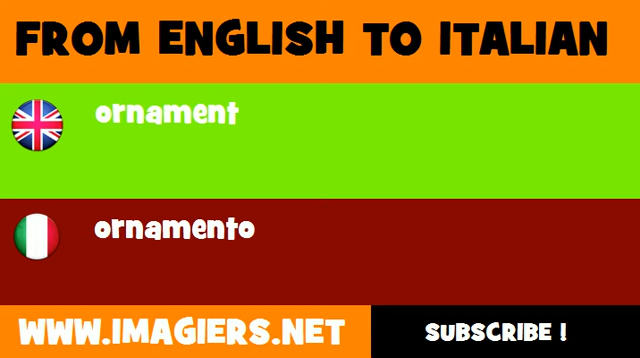 FROM ENGLISH TO ITALIAN
ornament
ornamento
WWW.IMAGIERS.NET
SUBSCRIBE !